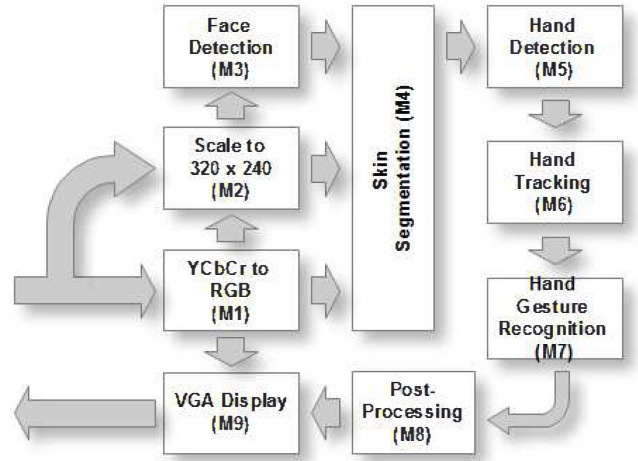 Face
Detection
(M3)
Scale to
320 x 240
(M2)
YCbCr to
RGB
(M1)
VGA Display
(M9)
Skin
Segmentation (M4)
Hand
Detection
(M5)
Hand
Tracking
(M6)
Hand
Gesture
Recognition
(M7)
Post-
Processing
(M8)